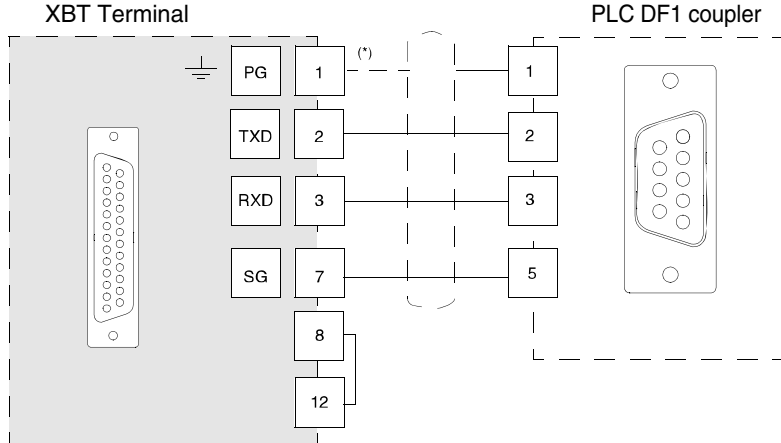 XBT Terminal PLC DF1 coupler
PG 1 (*) 1
TXD 2 2
RXD 3 3
SG 7 5
8
12